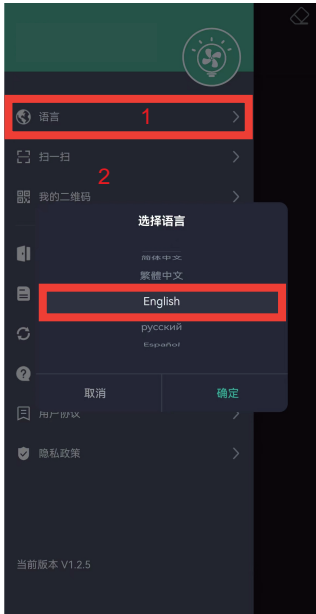 语言
1
扫一扫
2
我的二维码
选择语言
简体中文
繁體中文
English
русский
Español
取消
确定
用户协议
隐私政策
当前版本 V1.2.5